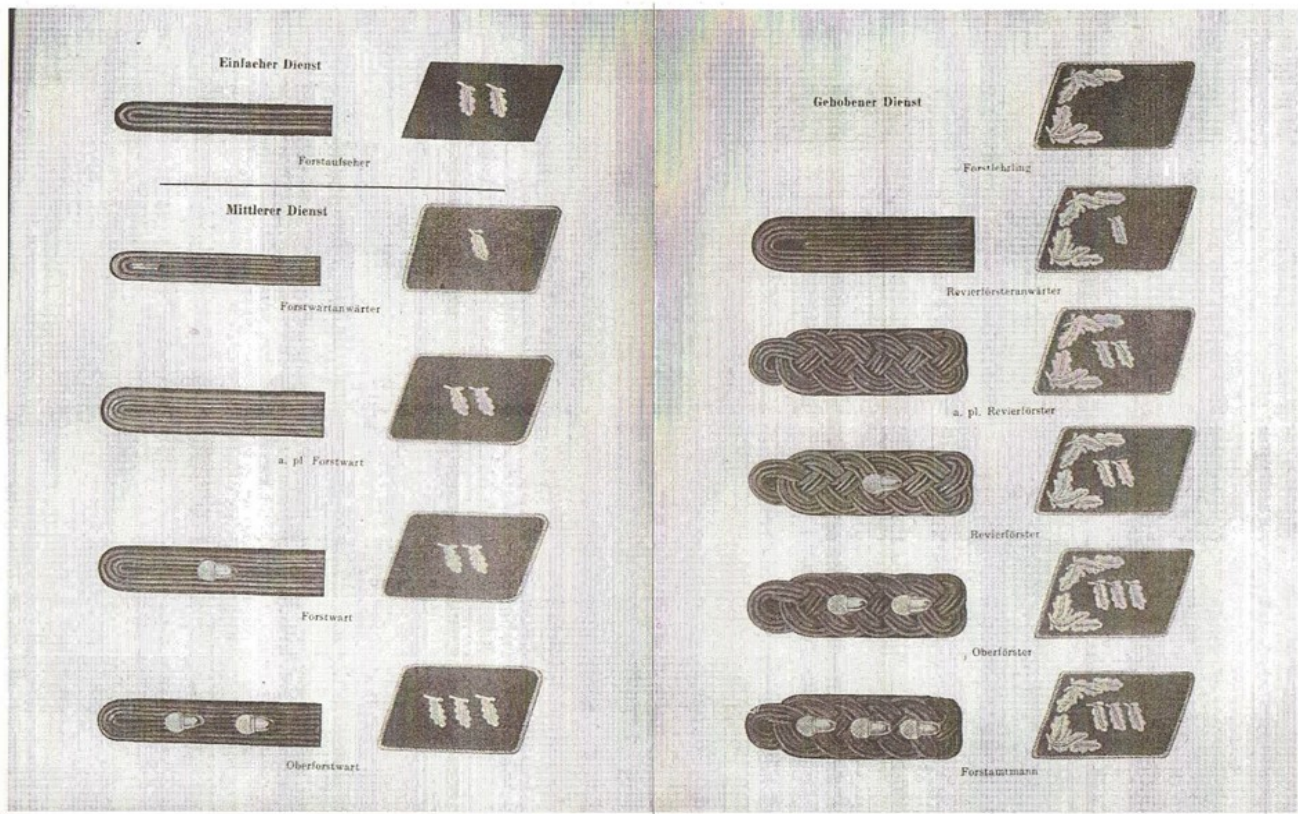 Einfacher Dienst
Forstaufseher
Mittlerer Dienst
Forstwartanwärter
a. pl Forstwart
Forstwart
Oberforstwart
Gehobener Dienst
Forstlehrling
Revierförsteranwärter
a. pl. Revierförster
Revierförster
Oberförster
Forstamtmann